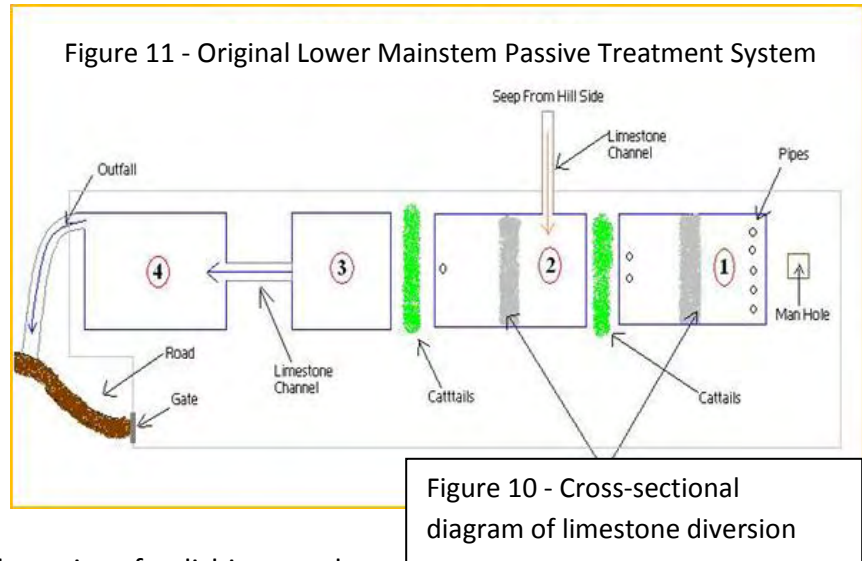 Figure 11 - Original Lower Mainstem Passive Treatment System
Seep From Hill Side
Limestone
Channel
Pipes
Outfall
4
3
2
1
Man Hole
Road
Limestone
Channel
Catttails
Cattails
Gate
Figure 10 - Cross-sectional
diagram of limestone diversion